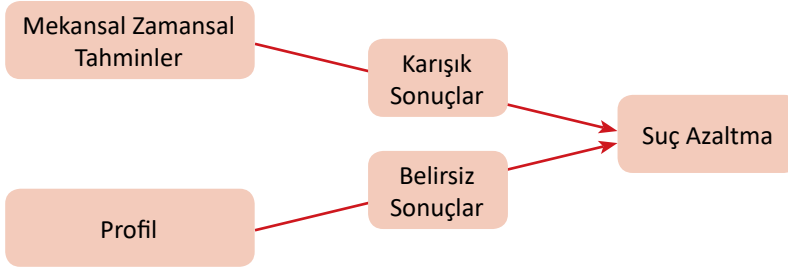 Mekansal Zamansal
Tahminler
Karışık
Sonuçlar
Suç Azaltma
Belirsiz
Sonuçlar
Profil